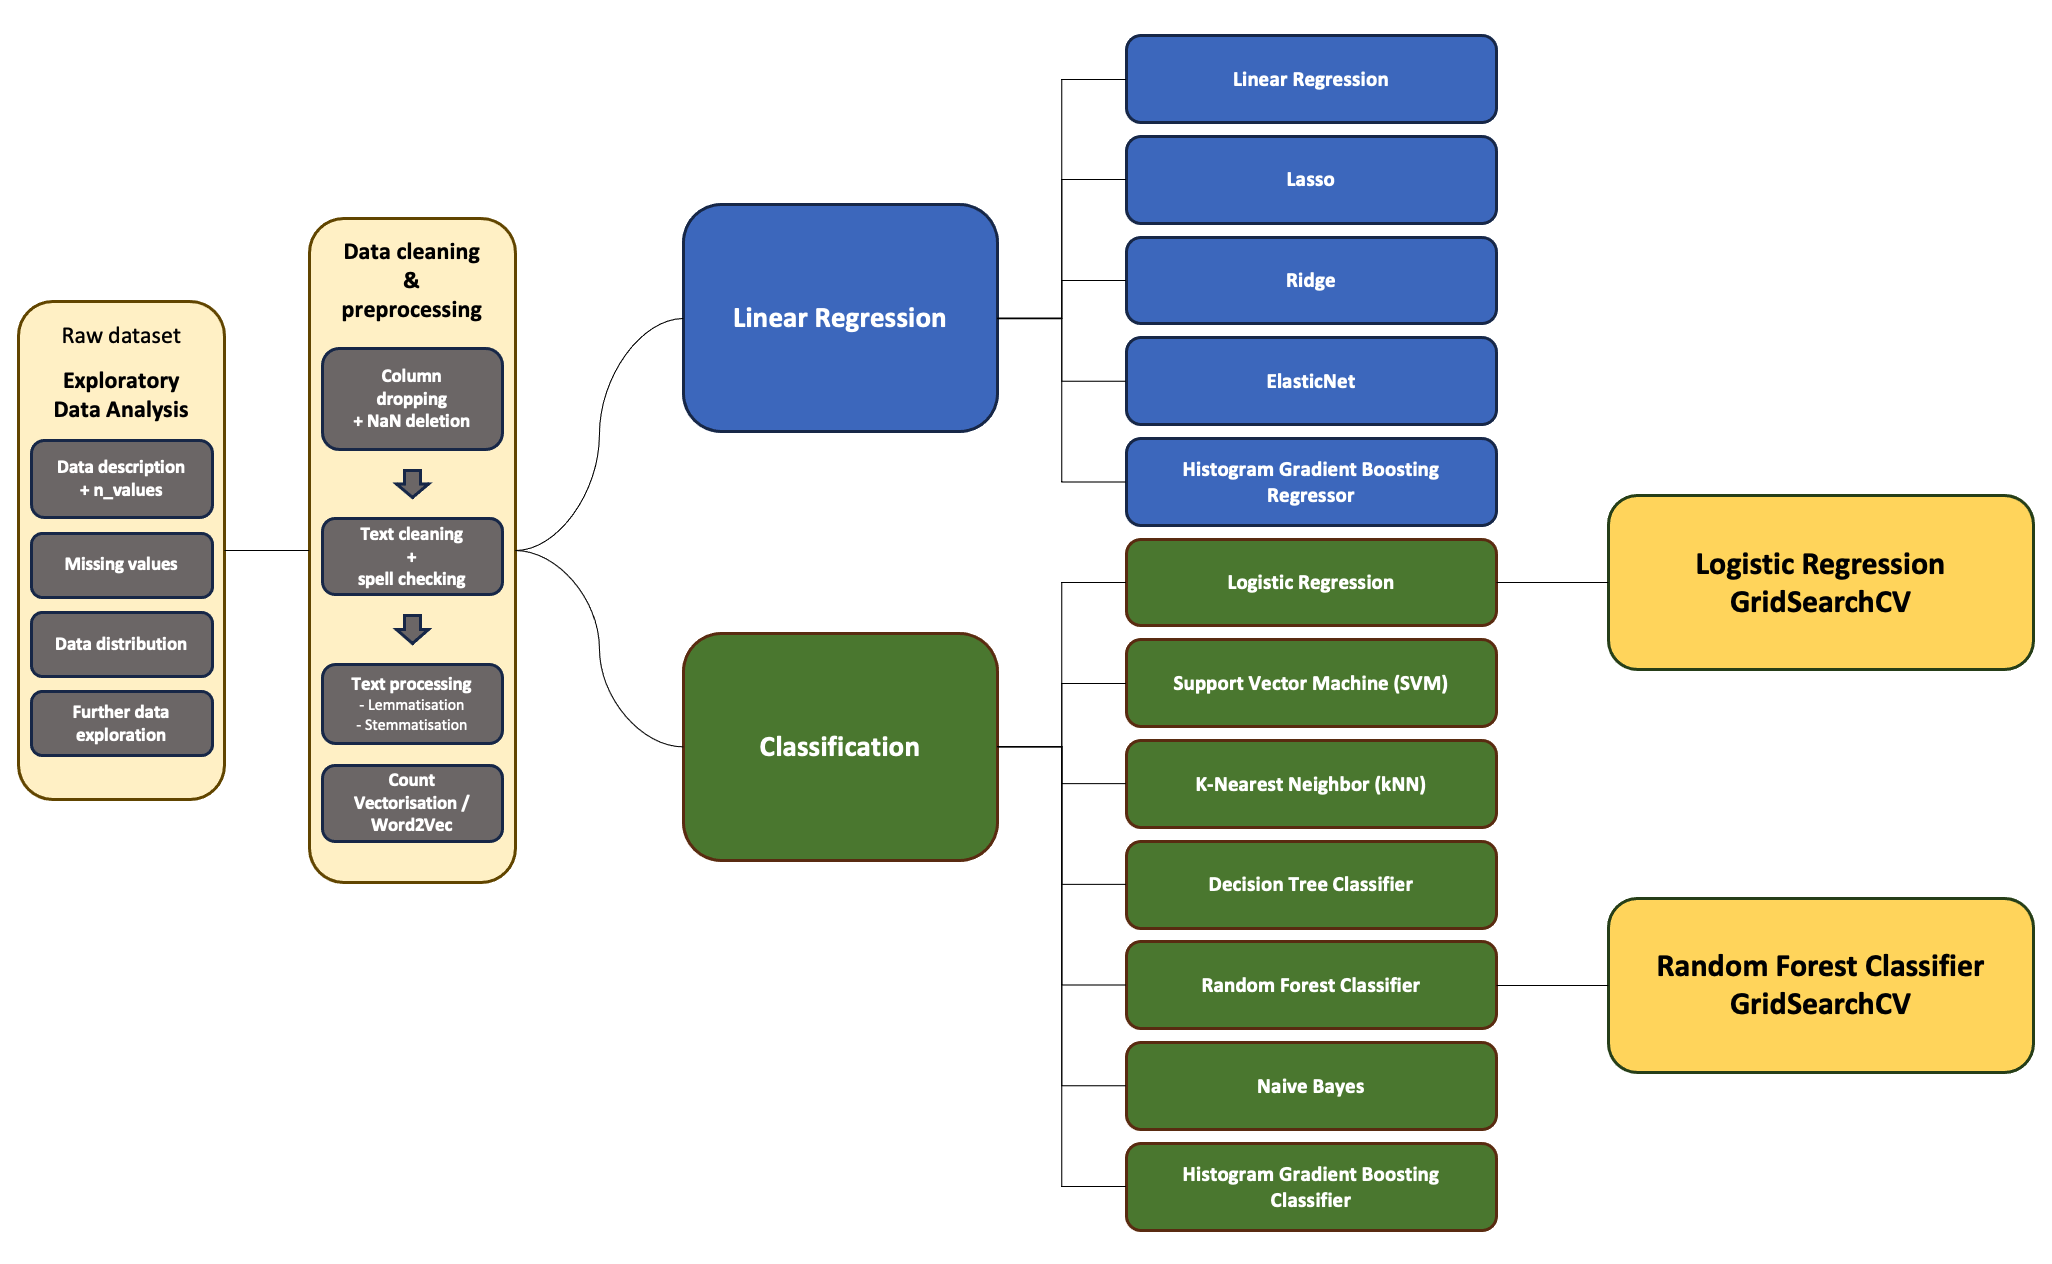 Raw dataset
Exploratory
Data Analysis
Data description
+ n_values
Missing values
Data distribution
Further data
exploration
Data cleaning
&
preprocessing
Column
dropping
+ NaN deletion
Text cleaning
+
spell checking
Text processing
- Lemmatisation
- Stemmatisation
Count
Vectorisation /
Word2Vec
Linear Regression
Classification
Linear Regression
Lasso
Ridge
ElasticNet
Histogram Gradient Boosting
Regressor
Logistic Regression
Support Vector Machine (SVM)
K-Nearest Neighbor (kNN)
Decision Tree Classifier
Random Forest Classifier
Naive Bayes
Histogram Gradient Boosting
Classifier
Logistic Regression
GridSearchCV
Random Forest Classifier
GridSearchCV